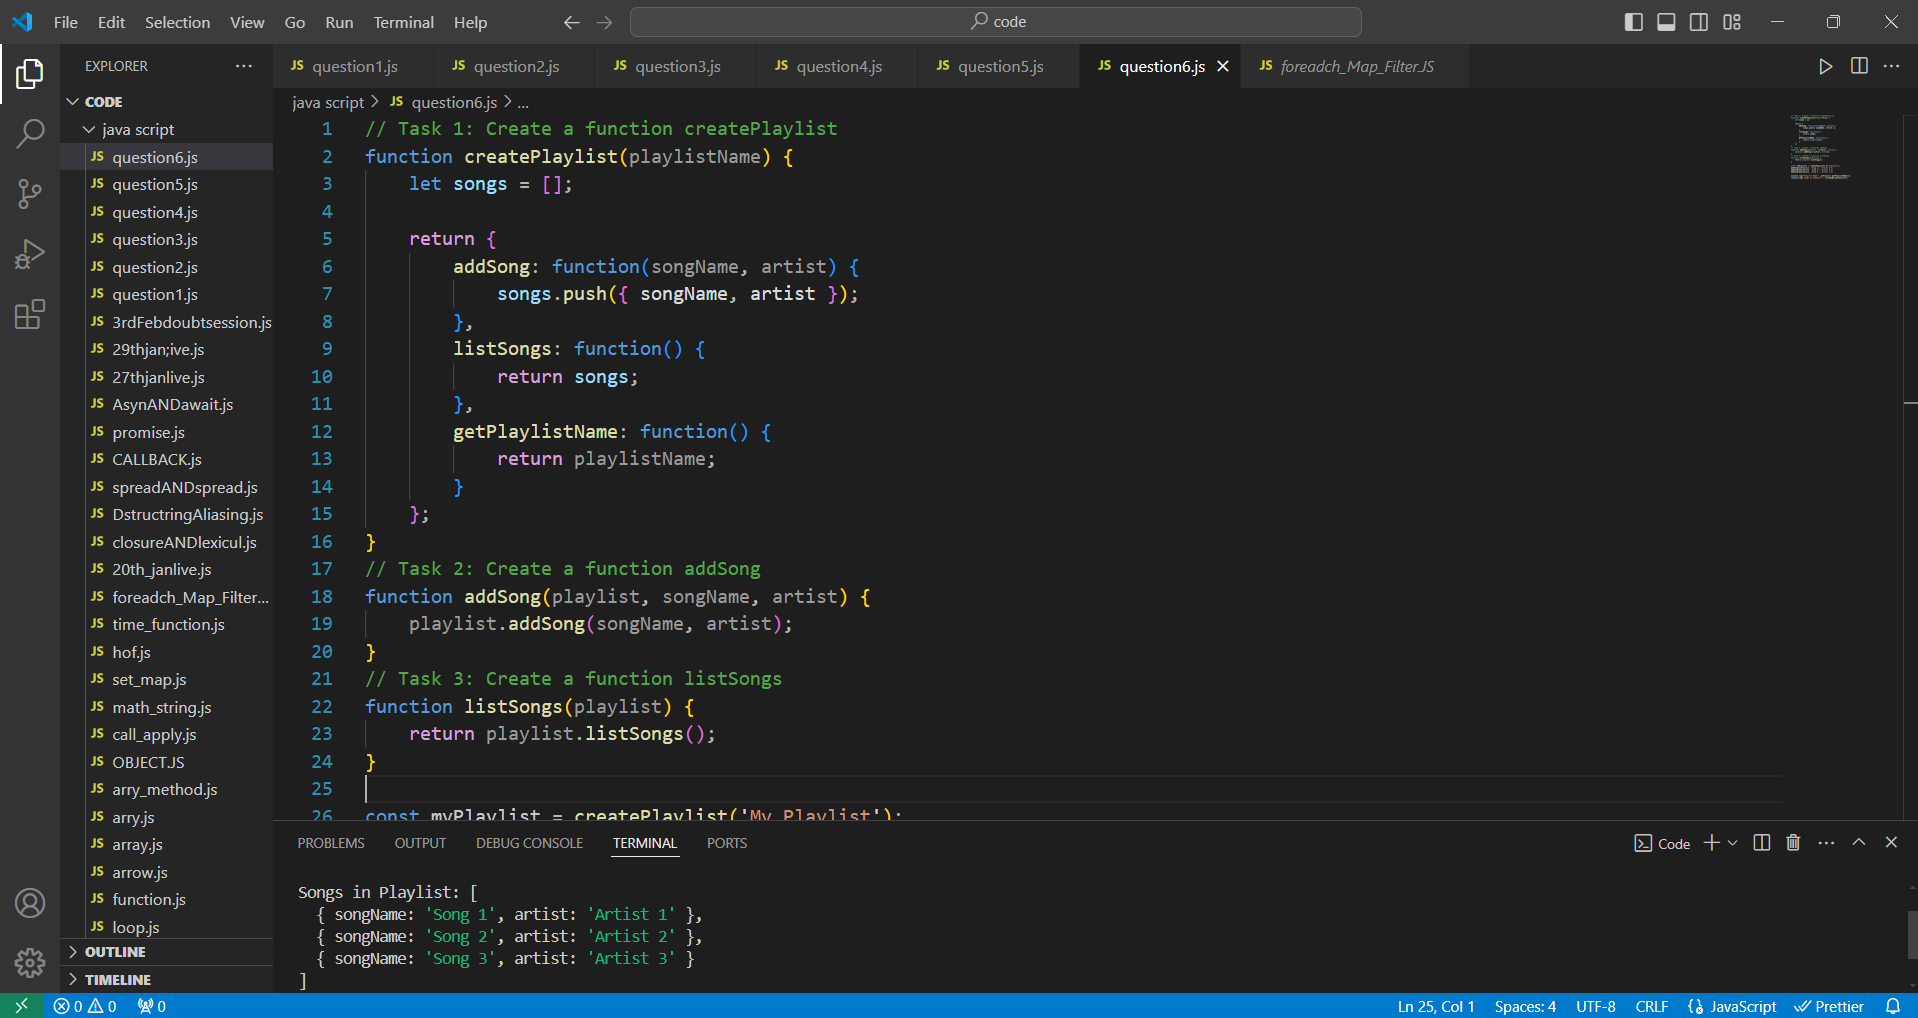 File Edit Selection View Go Run Terminal Help
code
EXPLORER
CODE
java script
JS question6.js
JS question5.js
JS question4.js
JS question3.js
JS question2.js
JS question1.js
JS 3rdFebdoubtsession.js
JS 29thjan;ive.js
JS 27thjanlive.js
JS AsynANDawait.js
JS promise.js
JS CALLBACK.js
JS spreadANDspread.js
JS DstructringAliasing.js
JS closureANDlexicul.js
JS 20th_janlive.js
JS foreadch_Map_Filter...
JS time_function.js
JS hof.js
JS set_map.js
JS math_string.js
JS call_apply.js
JS OBJECT.JS
JS arry_method.js
JS arry.js
JS array.js
JS arrow.js
JS function.js
JS loop.js
OUTLINE
TIMELINE
JS question1.js JS question2.js JS question3.js JS question4.js JS question5.js JS question6.js JS foreadch_Map_Filter.JS
java script > JS question6.js > ...
1 // Task 1: Create a function createPlaylist
2 function createPlaylist(playlistName) {
3 let songs = [];
4
5 return {
6 addSong: function(songName, artist) {
7 songs.push({ songName, artist });
8 },
9 listSongs: function() {
10 return songs;
11 },
12 getPlaylistName: function() {
13 return playlistName;
14 }
15 };
16 }
17 // Task 2: Create a function addSong
18 function addSong(playlist, songName, artist) {
19 playlist.addSong(songName, artist);
20 }
21 // Task 3: Create a function listSongs
22 function listSongs(playlist) {
23 return playlist.listSongs();
24 }
25
26 const myPlaylist = createPlaylist('My Playlist');
PROBLEMS OUTPUT DEBUG CONSOLE TERMINAL PORTS
Code
Songs in Playlist: [
{ songName: 'Song 1', artist: 'Artist 1' },
{ songName: 'Song 2', artist: 'Artist 2' },
{ songName: 'Song 3', artist: 'Artist 3' }
]
0 0 0
Ln 25, Col 1 Spaces: 4 UTF-8 CRLF JavaScript Prettier